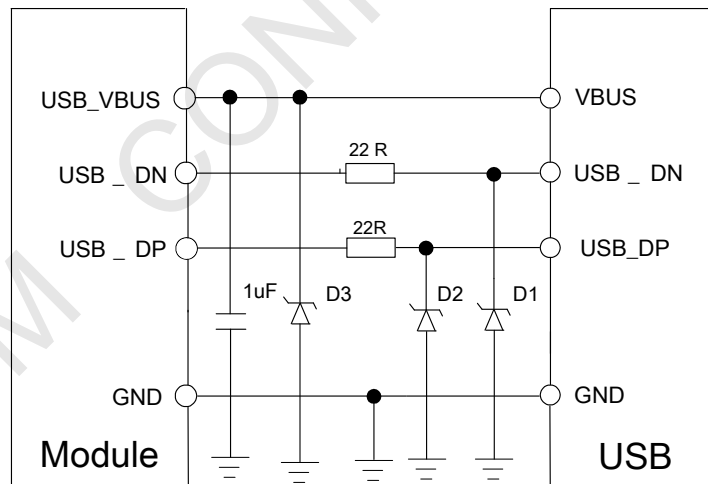 USB_VBUS
VBUS
22 R
USB _ DN
USB _ DN
22R
USB _ DP
USB_DP
1uF
D3
D2
D1
GND
GND
Module
USB
M CON